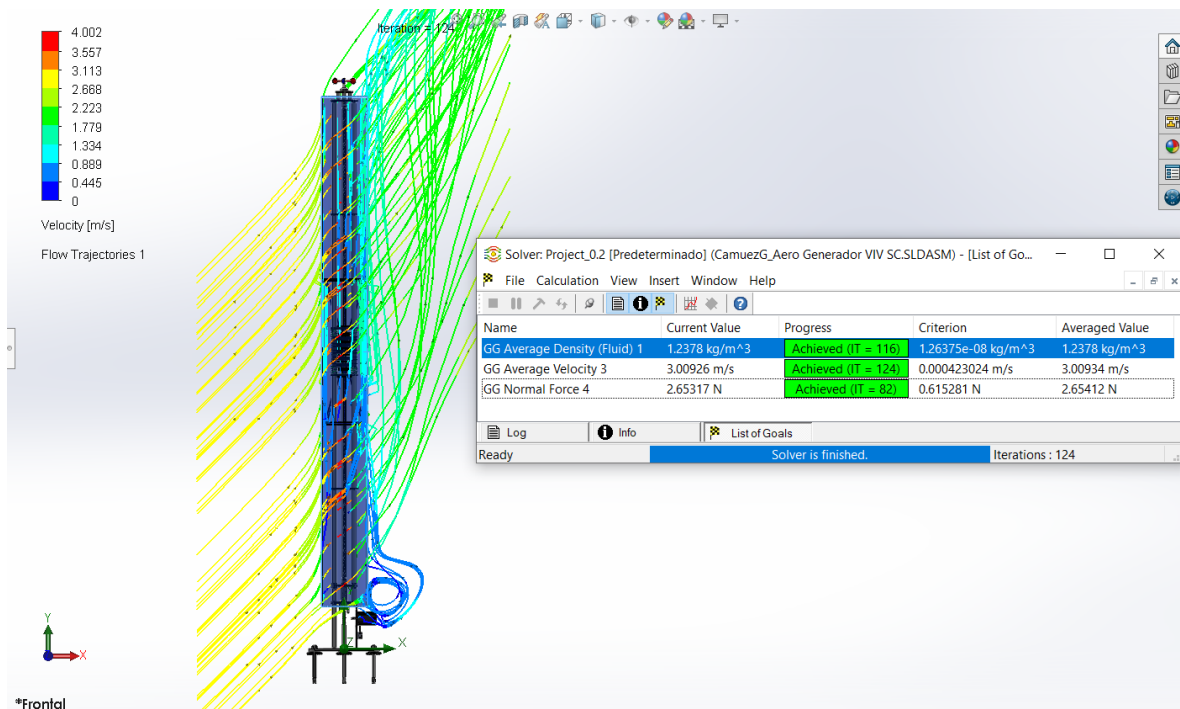 Iteration = 124
4.002
3.557
3.113
2.668
2.223
1.779
1.334
0.889
0.445
0
Velocity [m/s]
Flow Trajectories 1
Solver: Project_0.2 [Predeterminado] (CamuezG_Aero Generador VIV SC.SLDASM) - [List of Go...
File Calculation View Insert Window Help
Name Current Value Progress Criterion Averaged Value
GG Average Density (Fluid) 1 1.2378 kg/m^3 Achieved (IT = 116) 1.26375e-08 kg/m^3 1.2378 kg/m^3
GG Average Velocity 3 3.00926 m/s Achieved (IT = 124) 0.000423024 m/s 3.00934 m/s
GG Normal Force 4 2.65317 N Achieved (IT = 82) 0.615281 N 2.65412 N
Log Info List of Goals
Ready Solver is finished. Iterations : 124
Z X
Y
X
*Frontal